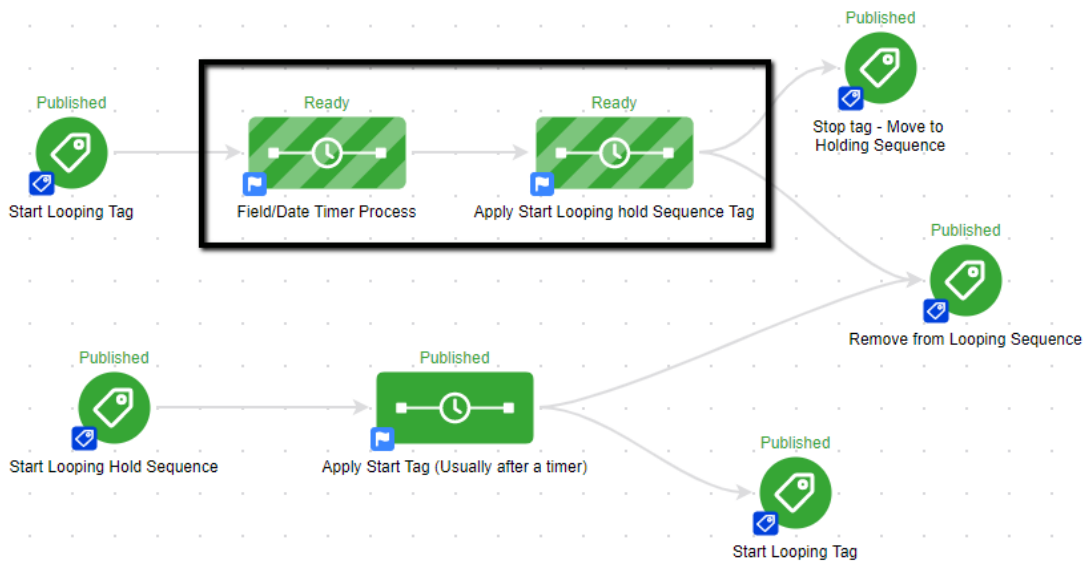 Published
Published
Ready
Ready
Stop tag - Move to
Holding Sequence
Start Looping Tag
Field/Date Timer Process
Apply Start Looping hold Sequence Tag
Published
Remove from Looping Sequence
Published
Published
Start Looping Hold Sequence
Apply Start Tag (Usually after a timer)
Published
Start Looping Tag